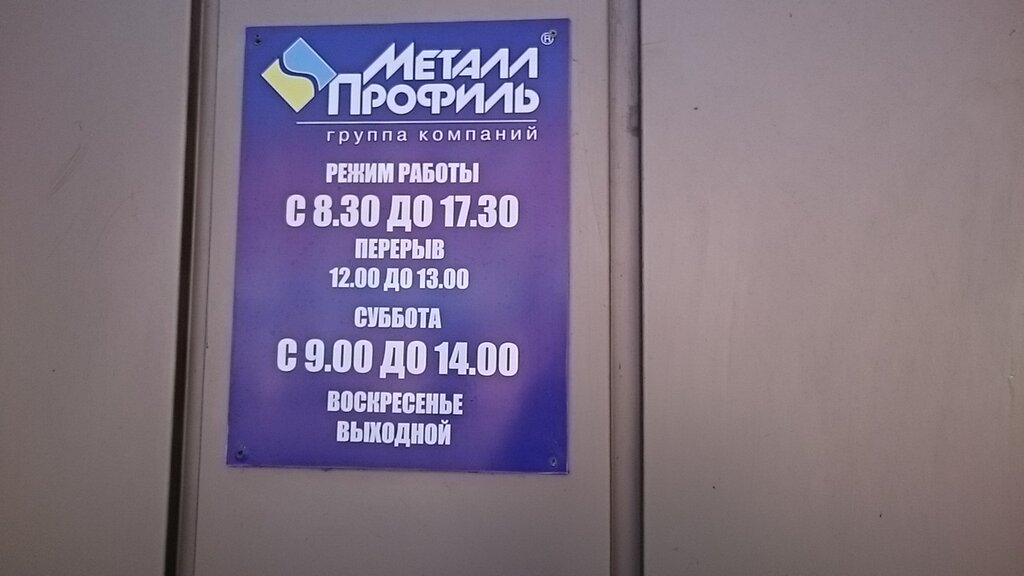 МЕТАЛЛ ®
ПРОФИЛЬ
группа компаний
РЕЖИМ РАБОТЫ
С 8.30 ДО 17.30
ПЕРЕРЫВ
12.00 ДО 13.00
СУББОТА
С 9.00 ДО 14.00
ВОСКРЕСЕНЬЕ
ВЫХОДНОЙ